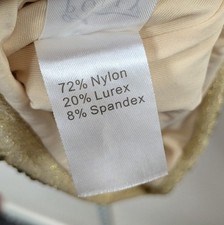 72% Nylon
20% Lurex
8% Spandex